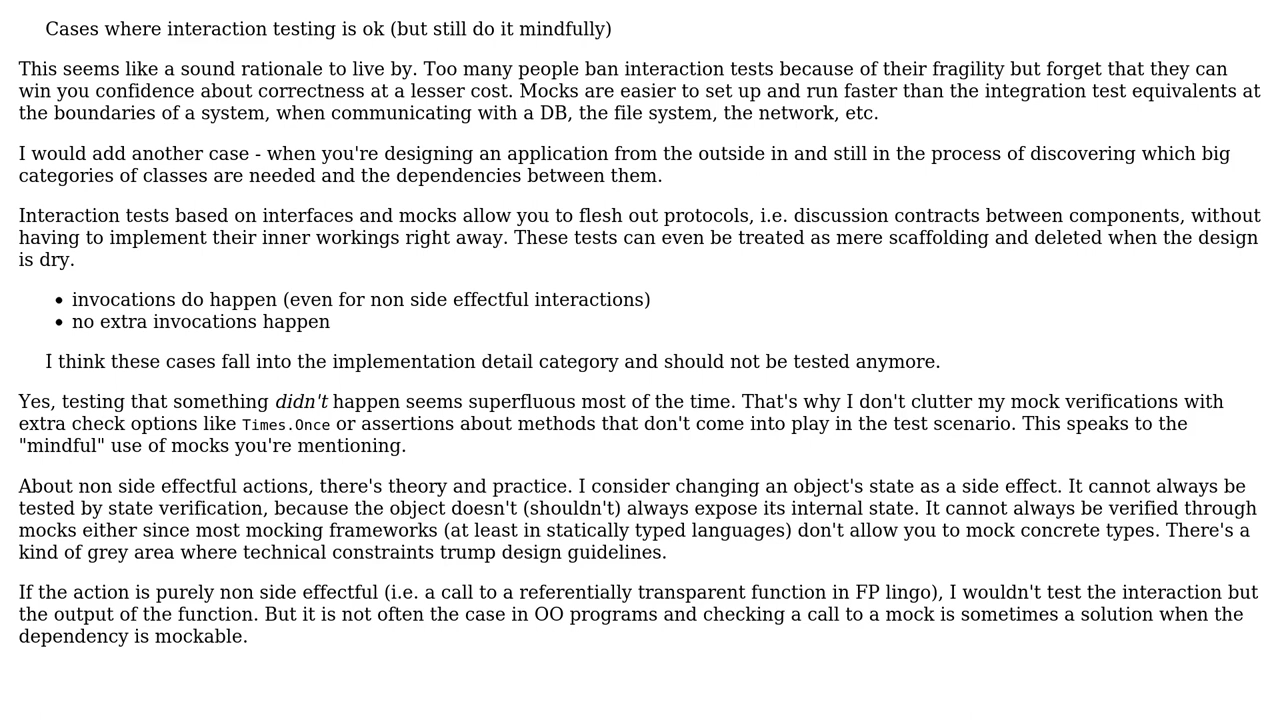 Cases where interaction testing is ok (but still do it mindfully)
This seems like a sound rationale to live by. Too many people ban interaction tests because of their fragility but forget that they can
win you confidence about correctness at a lesser cost. Mocks are easier to set up and run faster than the integration test equivalents at
the boundaries of a system, when communicating with a DB, the file system, the network, etc.
I would add another case - when you're designing an application from the outside in and still in the process of discovering which big
categories of classes are needed and the dependencies between them.
Interaction tests based on interfaces and mocks allow you to flesh out protocols, i.e. discussion contracts between components, without
having to implement their inner workings right away. These tests can even be treated as mere scaffolding and deleted when the design
is dry.
• invocations do happen (even for non side effectful interactions)
• no extra invocations happen
I think these cases fall into the implementation detail category and should not be tested anymore.
Yes, testing that something didn't happen seems superfluous most of the time. That's why I don't clutter my mock verifications with
extra check options like Times.Once or assertions about methods that don't come into play in the test scenario. This speaks to the
"mindful" use of mocks you're mentioning.
About non side effectful actions, there's theory and practice. I consider changing an object's state as a side effect. It cannot always be
tested by state verification, because the object doesn't (shouldn't) always expose its internal state. It cannot always be verified through
mocks either since most mocking frameworks (at least in statically typed languages) don't allow you to mock concrete types. There's a
kind of grey area where technical constraints trump design guidelines.
If the action is purely non side effectful (i.e. a call to a referentially transparent function in FP lingo), I wouldn't test the interaction but
the output of the function. But it is not often the case in OO programs and checking a call to a mock is sometimes a solution when the
dependency is mockable.